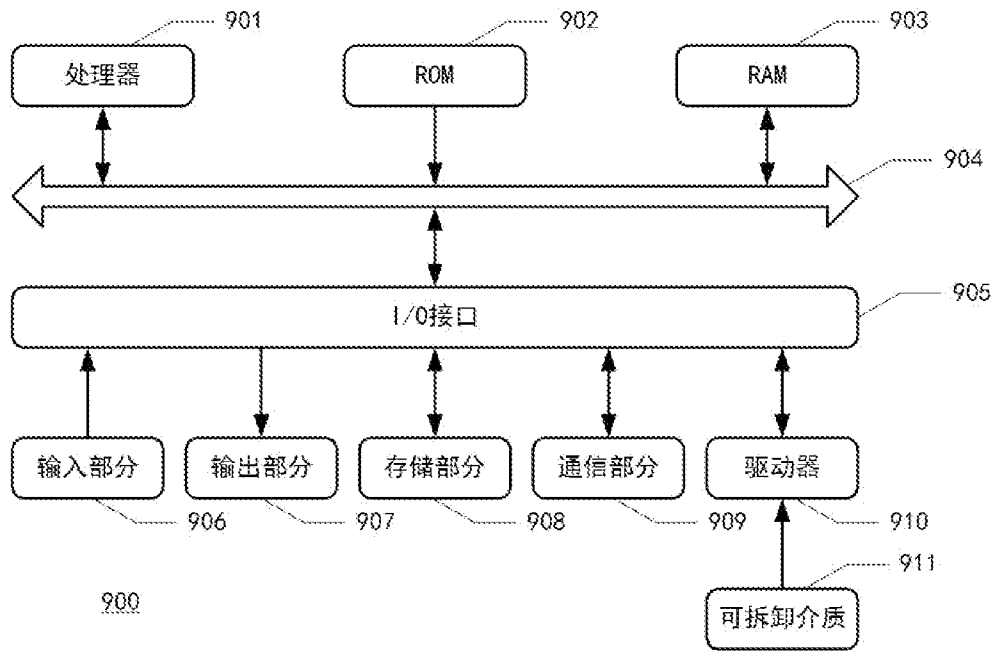 901
902
903
处理器
ROM
RAM
904
905
I/O接口
输入部分
输出部分
存储部分
通信部分
驱动器
906
907
908
909
910
911
900
可拆卸介质